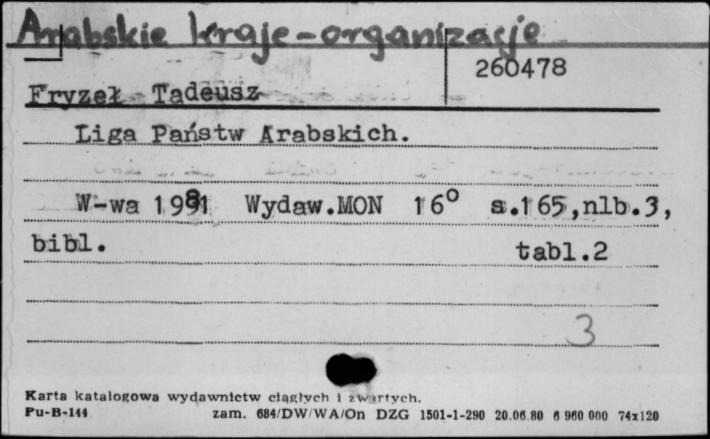 Arabskie kraje-organizacje
260478
Fryzeł Tadeusz
Liga Państw Arabskich.
W-wa 1981 Wydaw.MON 16° s.165,nlb.3,
bibl. tabl.2
3
Karta katalogowa wydawnictw ciągłych i zwartych.
Pu-B-144 zam. 684/DW/WA/On DZG 1501-1-290 20.06.80 6 960 000 74x120